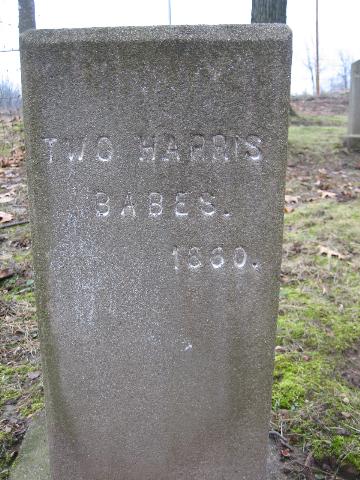 TWO HARRIS
BABES.
1860.